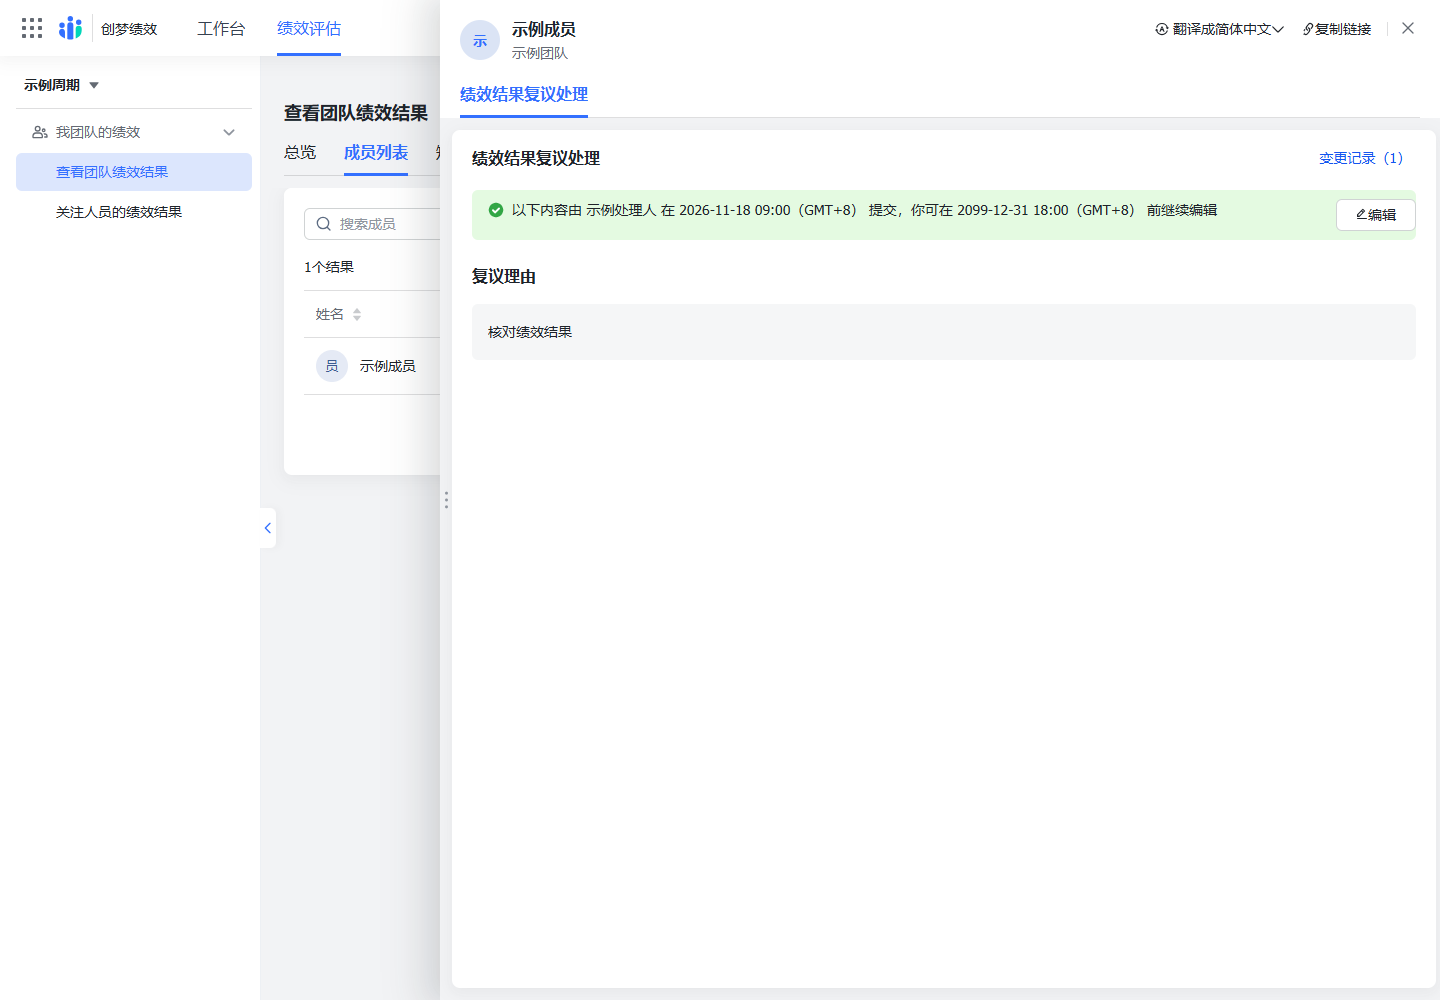 创梦绩效
工作台
绩效评估
示例周期
我团队的绩效
查看团队绩效结果
关注人员的绩效结果
查看团队绩效结果
总览
成员列表
搜索成员
1个结果
姓名
员
示例成员
示
示例成员
示例团队
翻译成简体中文
复制链接
绩效结果复议处理
绩效结果复议处理
变更记录（1）
以下内容由 示例处理人 在 2026-11-18 09:00（GMT+8） 提交，你可在 2099-12-31 18:00（GMT+8） 前继续编辑
编辑
复议理由
核对绩效结果